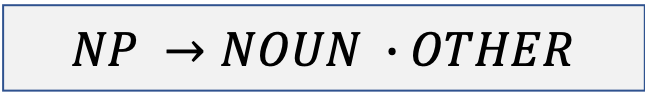 NP → NOUN · OTHER